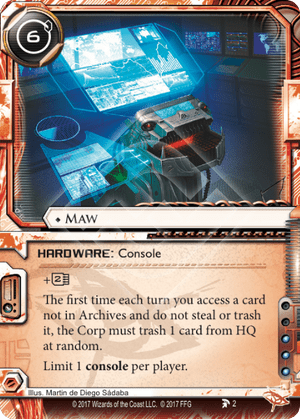 6
♦ MAW
HARDWARE: Console
+2
The first time each turn you access a card
not in Archives and do not steal or trash
it, the Corp must trash 1 card from HQ
at random.
Limit 1 console per player.
Illus. Martin de Diego Sádaba
© 2017 Wizards of the Coast LLC. © 2017 FFG
2